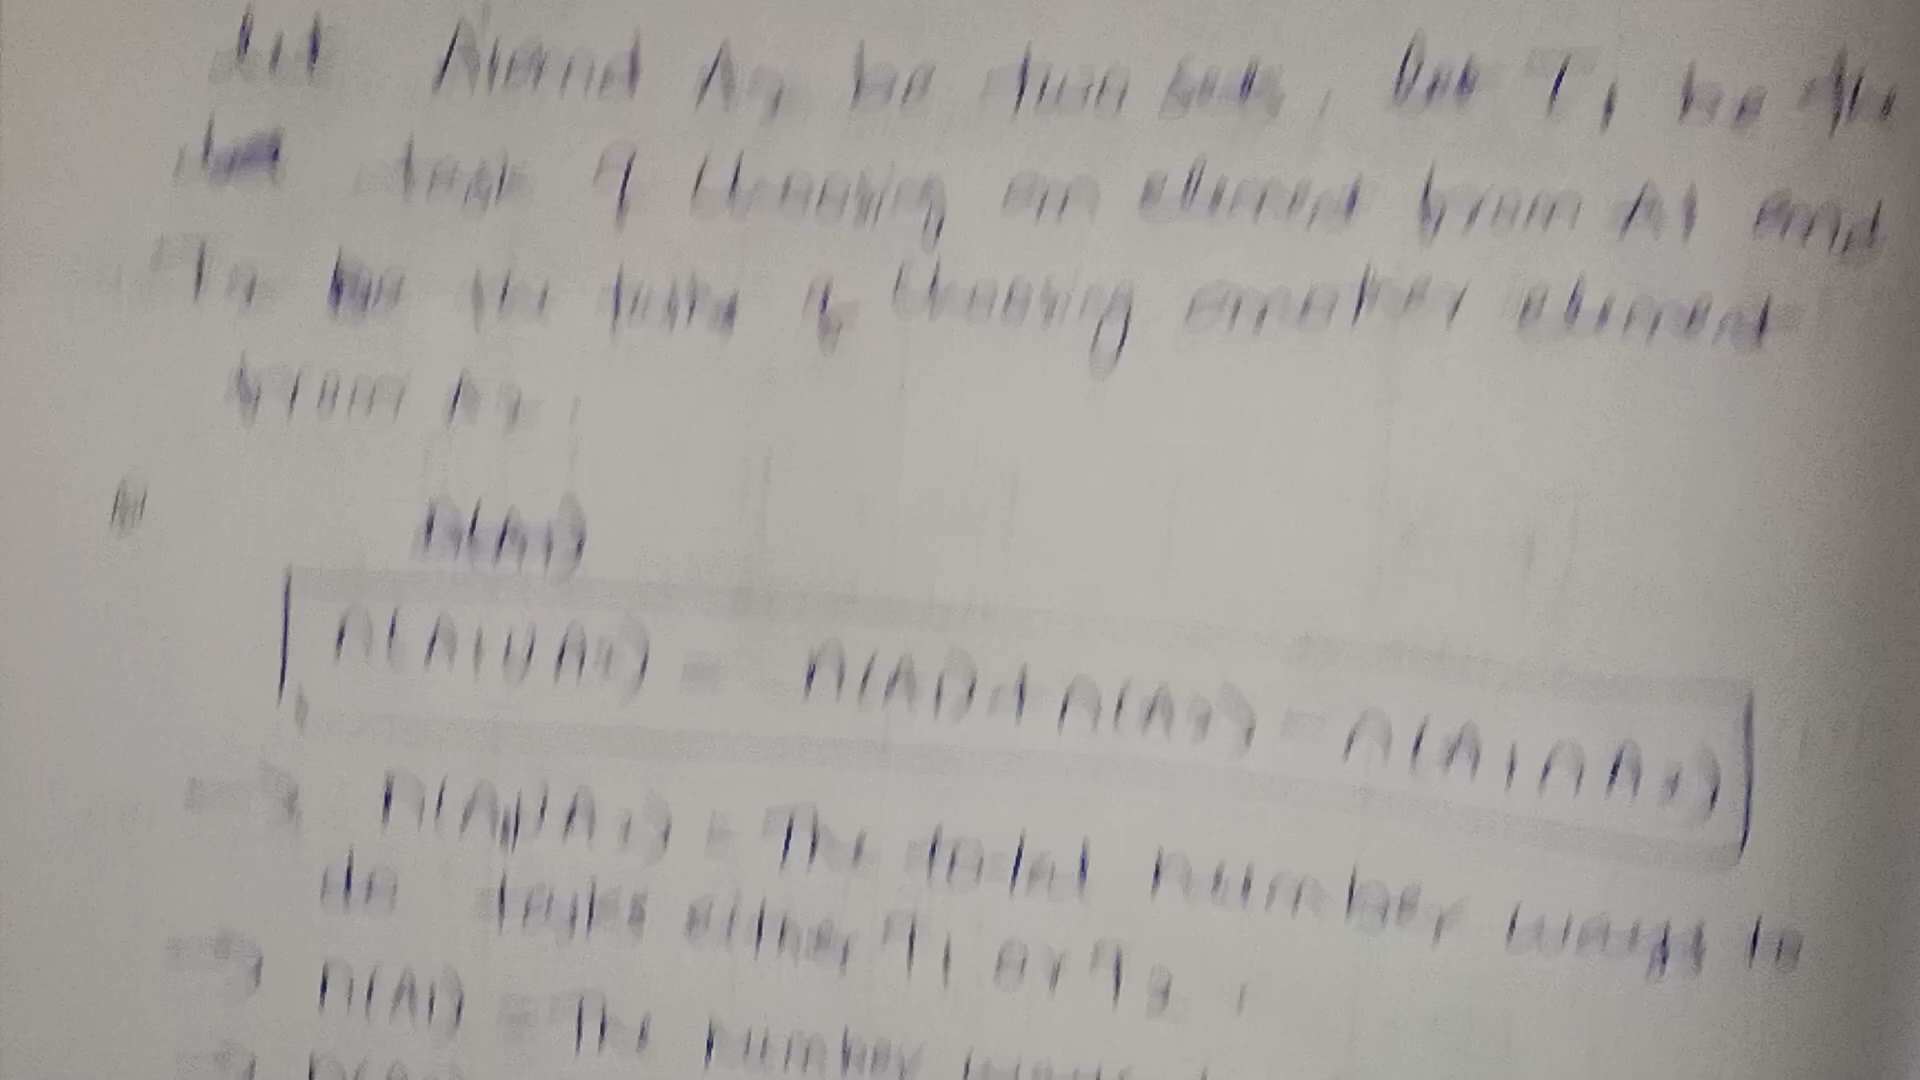 Let A1 and A2 be two sets, Let T1 be the
task of choosing an element from A1 and
T2 be the task of choosing another element
from A2.
n(A1)
n(A1 ∪ A2) = n(A1) + n(A2) - n(A1 ∩ A2)
→ n(A1 ∪ A2) = The total number ways to
do tasks either T1 or T2.
→ n(A1) = The number ways
→